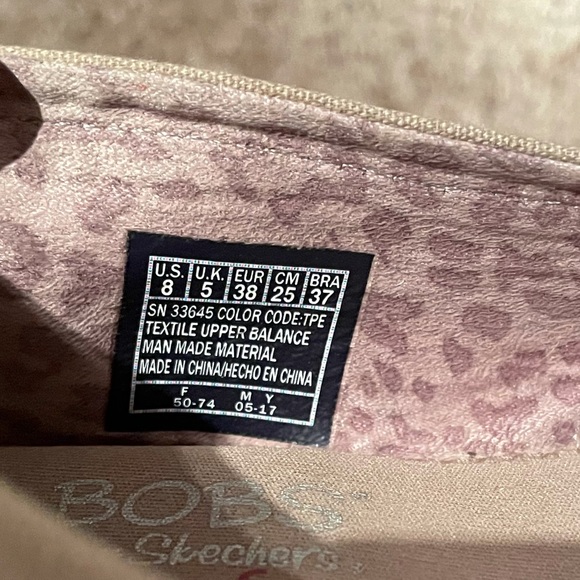 U.S. U.K. EUR CM BRA
8 5 38 25 37
SN 33645 COLOR CODE:TPE
TEXTILE UPPER BALANCE
MAN MADE MATERIAL
MADE IN CHINA/HECHO EN CHINA
F M Y
50-74 05-17
BOBS
Skechers